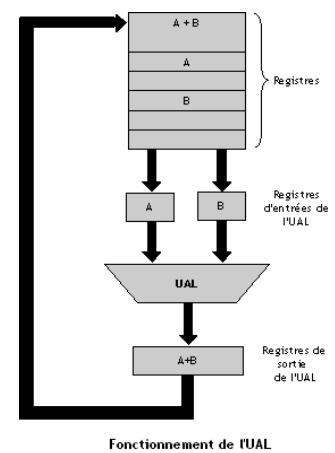 A + B
A
B
Registres
A
B
Registres
d'entrées de
l'UAL
UAL
A+B
Registres de
sortie
de l'UAL
Fonctionnement de l'UAL